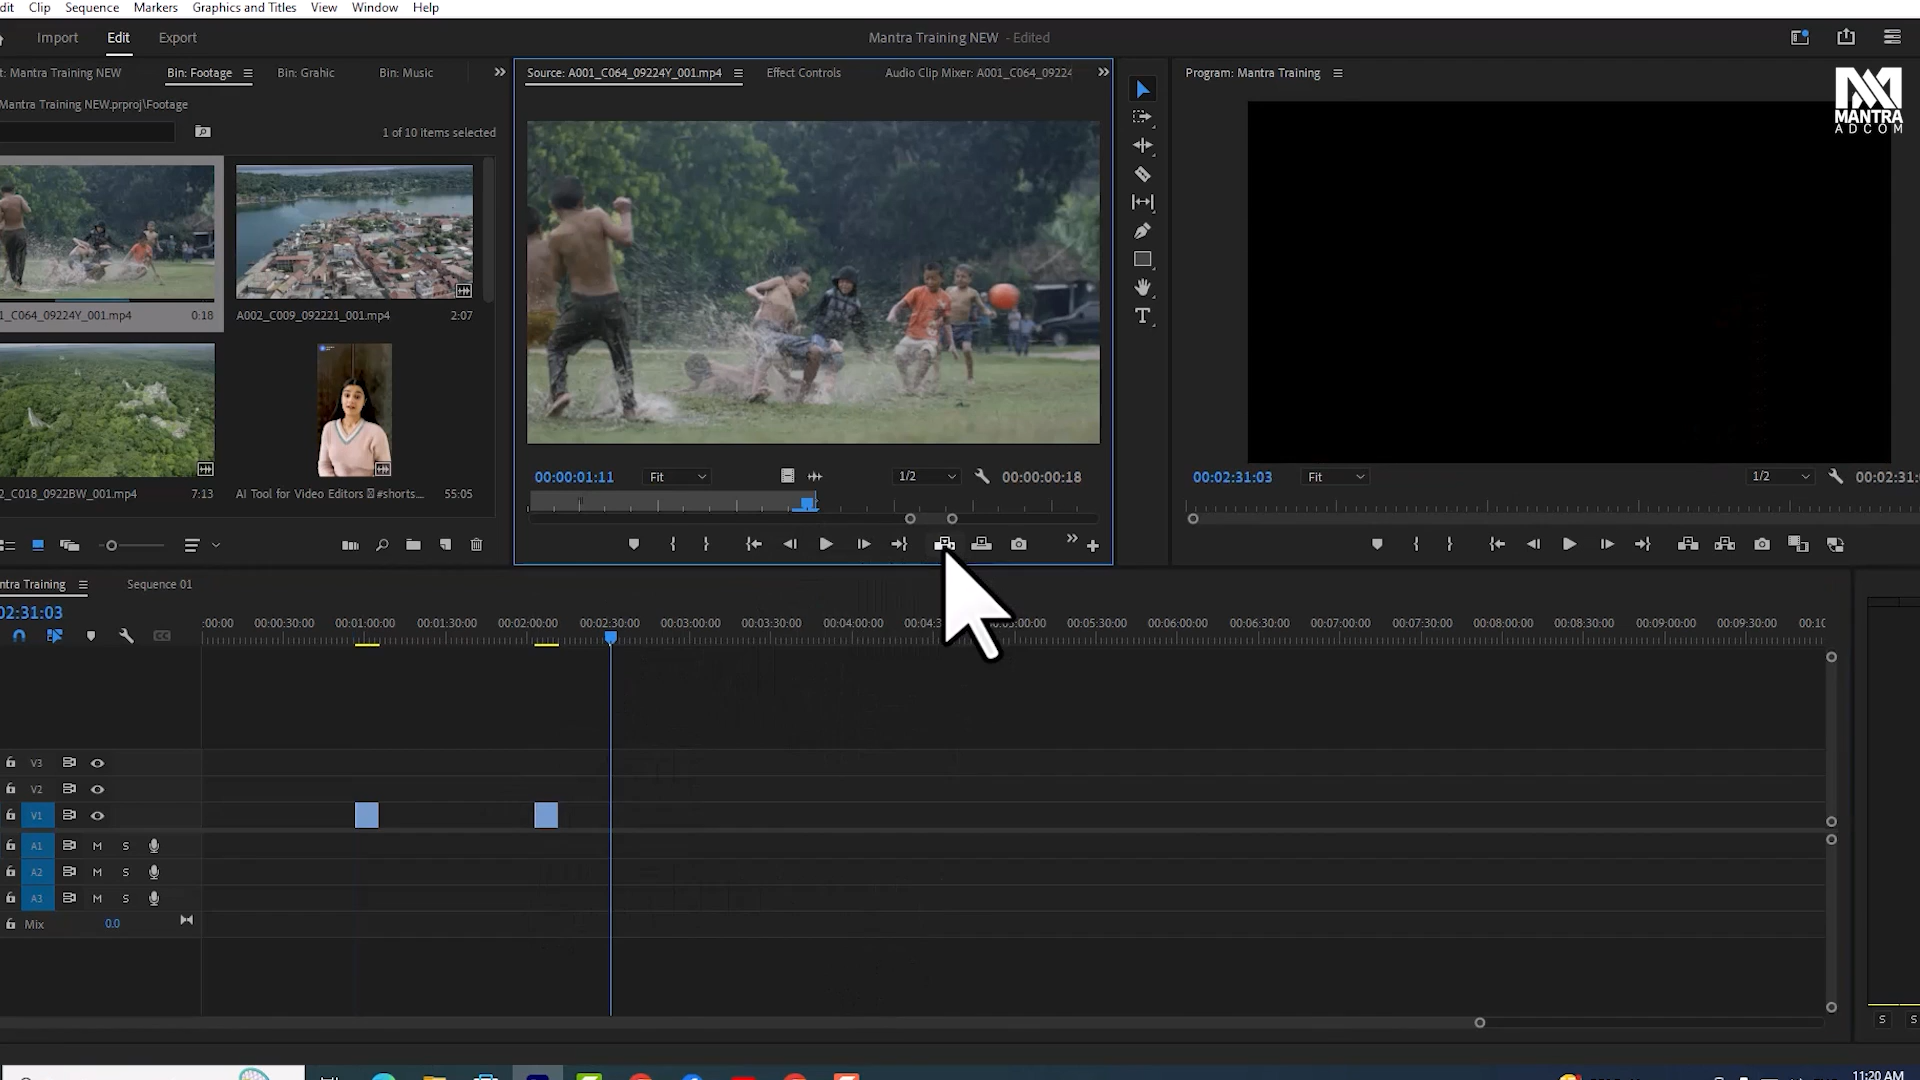 dit Clip Sequence Markers Graphics and Titles View Window Help
Import Edit Export
Mantra Training NEW - Edited
t: Mantra Training NEW Bin: Footage Bin: Grahic Bin: Music
Mantra Training NEW.prproj\Footage
1 of 10 items selected
1_C064_09224Y_001.mp4 0:18
A002_C009_092221_001.mp4 2:07
2_C018_0922BW_001.mp4 7:13
AI Tool for Video Editors #shorts... 55:05
Source: A001_C064_09224Y_001.mp4 Effect Controls Audio Clip Mixer: A001_C064_09224
00:00:01:11 Fit 1/2 00:00:00:18
Program: Mantra Training
MANTRA
ADCOM
00:02:31:03 Fit 1/2 00:02:31:
ntra Training Sequence 01
02:31:03
:00:00 00:00:30:00 00:01:00:00 00:01:30:00 00:02:00:00 00:02:30:00 00:03:00:00 00:03:30:00 00:04:00:00 00:04: 00:05:30:00 00:06:00:00 00:06:30:00 00:07:00:00 00:07:30:00 00:08:00:00 00:08:30:00 00:09:00:00 00:09:30:00 00:10
CC
V3
V2
V1
A1 M S
A2 M S
A3 M S
Mix 0.0
S S
11:20 AM